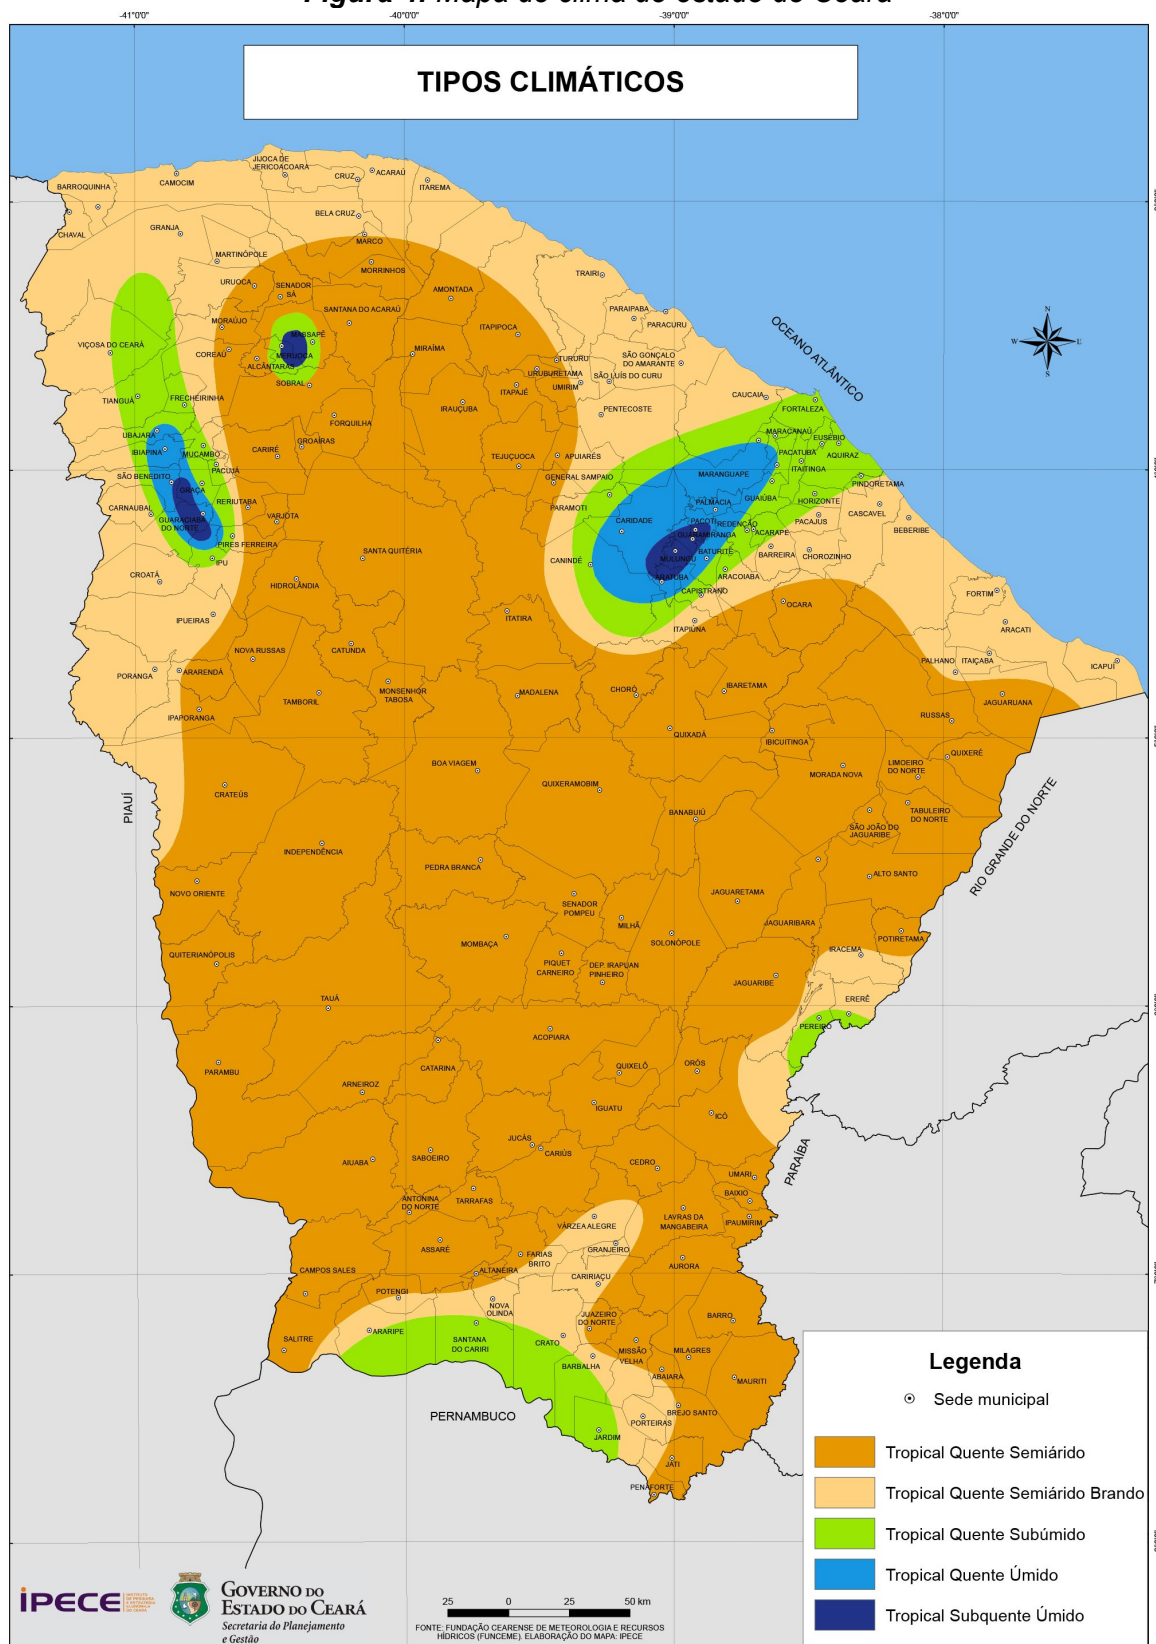 Figura 4. Mapa do clima do estado do Ceará
-41°0'0" -40°0'0" -39°0'0" -38°0'0"
TIPOS CLIMÁTICOS
JIJOCA DE
JERICOACOARÁ
CRUZ
ACARAÚ
ITAREMA
BARROQUINHA
CAMOCIM
CHAVAL
GRANJA
BELA CRUZ
MARCO
MARTINÓPOLE
MORRINHOS
URUOCA
SENADOR
SÁ
AMONTADA
TRAIRI
SANTANA DO ACARAÚ
PARAIPABA
PARACURU
MORAÚJO
ITAPIPOCA
OCEANO ATLÂNTICO
N
W
E
S
MASSAPÊ
VIÇOSA DO CEARÁ
COREAÚ
MERUOCA
ALCÂNTARAS
MIRAÍMA
TURURU
URUBURETAMA
UMIRIM
SÃO GONÇALO
DO AMARANTE
SÃO LUÍS DO CURU
SOBRAL
ITAPAJÉ
TIANGUÁ
FRECHEIRINHA
IRAUÇUBA
PENTECOSTE
CAUCAIA
FORTALEZA
FORQUILHA
UBAJARA
IBIAPINA
MUCAMBO
CARIRÉ
GROAÍRAS
MARACANAÚ
EUSÉBIO
PACATUBA
AQUIRAZ
ITAITINGA
TEJUÇUOCA
APUIARÉS
PACUJÁ
SÃO BENEDITO
GRAÇA
GENERAL SAMPAIO
MARANGUAPE
PINDORETAMA
RERIUTABA
PARAMOTI
GUAIÚBA
HORIZONTE
CARNAUBAL
GUARACIABA
DO NORTE
VARJOTA
PALMÁCIA
CASCAVEL
CARIDADE
PACOTI
REDENÇÃO
ACARAPE
PACAJUS
BEBERIBE
PIRES FERREIRA
GUARAMIRANGA
IPU
SANTA QUITÉRIA
CANINDÉ
MULUNGU
BATURITÉ
BARREIRA
CHOROZINHO
CROATÁ
HIDROLÂNDIA
ARATUBA
ARACOIABA
CAPISTRANO
FORTIM
OCARA
IPUEIRAS
ITATIRA
ITAPIÚNA
ARACATI
NOVA RUSSAS
CATUNDA
PALHANO
ITAIÇABA
ICAPUÍ
PORANGA
ARARENDÁ
MONSENHOR
TABOSA
MADALENA
CHORÓ
IBARETAMA
TAMBORIL
JAGUARUANA
IPAPORANGA
RUSSAS
QUIXADÁ
IBICUITINGA
QUIXERÉ
BOA VIAGEM
LIMOEIRO
DO NORTE
MORADA NOVA
CRATEÚS
QUIXERAMOBIM
PIAUÍ
BANABUIÚ
TABULEIRO
DO NORTE
SÃO JOÃO DO
JAGUARIBE
RIO GRANDE DO NORTE
INDEPENDÊNCIA
PEDRA BRANCA
ALTO SANTO
NOVO ORIENTE
SENADOR
POMPEU
JAGUARETAMA
MILHÃ
JAGUARIBARA
POTIRETAMA
MOMBAÇA
SOLONÓPOLE
IRACEMA
QUITERIANÓPOLIS
PIQUET
CARNEIRO
DEP. IRAPUAN
PINHEIRO
JAGUARIBE
TAUÁ
ERERÊ
PEREIRO
ACOPIARA
PARAMBU
CATARINA
QUIXELÔ
ORÓS
ARNEIROZ
IGUATU
ICÓ
JUCÁS
CARIÚS
AIUABA
SABOEIRO
CEDRO
PARAÍBA
UMARI
BAIXIO
ANTONINA
DO NORTE
TARRAFAS
VÁRZEA ALEGRE
LAVRAS DA
MANGABEIRA
IPAUMIRIM
ASSARÉ
FARIAS
BRITO
GRANJEIRO
CAMPOS SALES
ALTANEIRA
CARIRIAÇU
AURORA
POTENGI
NOVA
OLINDA
JUAZEIRO
DO NORTE
BARRO
SALITRE
ARARIPE
SANTANA
DO CARIRI
CRATO
MISSÃO
VELHA
MILAGRES
BARBALHA
ABAIARA
MAURITI
PERNAMBUCO
BREJO SANTO
PORTEIRAS
JARDIM
JATI
PENAFORTE
Legenda
Sede municipal
Tropical Quente Semiárido
Tropical Quente Semiárido Brando
Tropical Quente Subúmido
Tropical Quente Úmido
Tropical Subquente Úmido
IPECE
GOVERNO DO
ESTADO DO CEARÁ
Secretaria do Planejamento
e Gestão
25 0 25 50 km
FONTE: FUNDAÇÃO CEARENSE DE METEOROLOGIA E RECURSOS
HÍDRICOS (FUNCEME). ELABORAÇÃO DO MAPA: IPECE